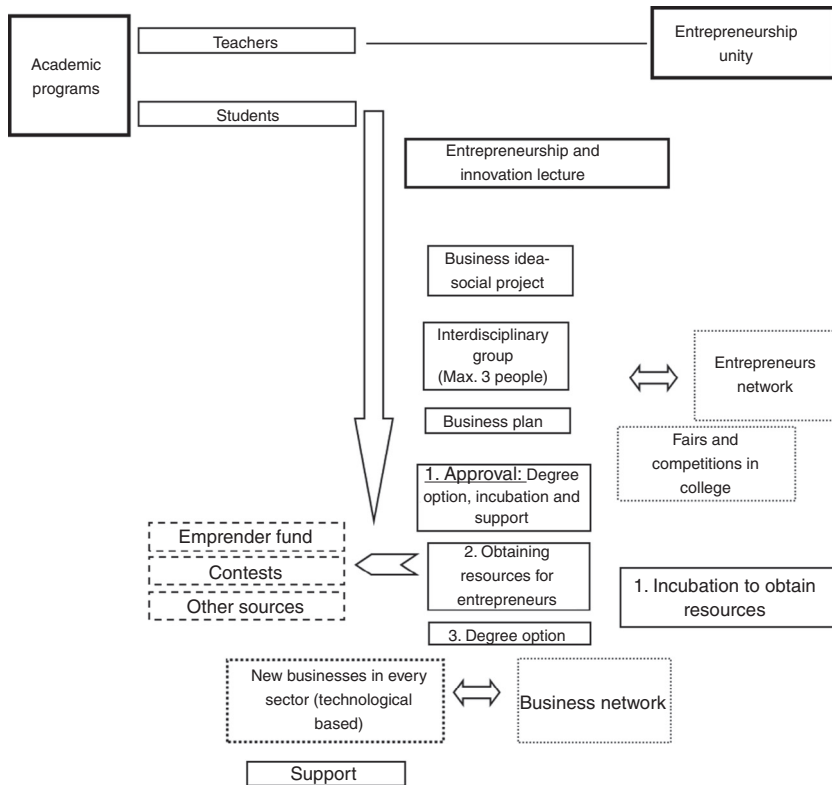 Academic
programs
Teachers
Students
Entrepreneurship
unity
Entrepreneurship and
innovation lecture
Business idea-
social project
Interdisciplinary
group
(Max. 3 people)
Entrepreneurs
network
Business plan
Fairs and
competitions in
college
1. Approval: Degree
option, incubation and
support
Emprender fund
Contests
Other sources
2. Obtaining
resources for
entrepreneurs
1. Incubation to obtain
resources
3. Degree option
New businesses in every
sector (technological
based)
Business network
Support